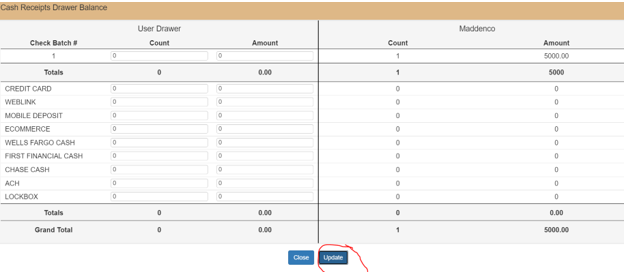 Cash Receipts Drawer Balance
User Drawer Maddenco
Check Batch # Count Amount Count Amount
1 0 0 1 5000.00
Totals 0 0.00 1 5000
CREDIT CARD 0 0 0 0
WEBLINK 0 0 0 0
MOBILE DEPOSIT 0 0 0 0
ECOMMERCE 0 0 0 0
WELLS FARGO CASH 0 0 0 0
FIRST FINANCIAL CASH 0 0 0 0
CHASE CASH 0 0 0 0
ACH 0 0 0 0
LOCKBOX 0 0 0 0
Totals 0 0.00 0 0.00
Grand Total 0 0.00 1 5000.00
Close Update